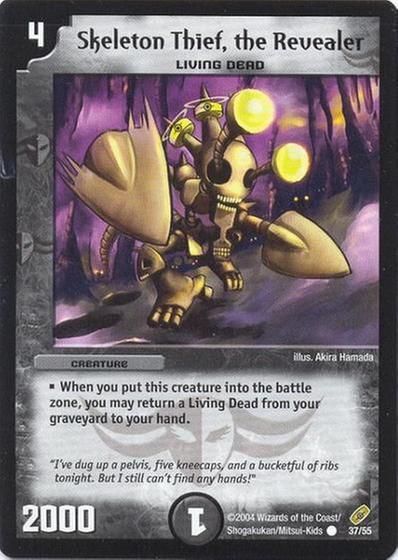 4
Skeleton Thief, the Revealer
LIVING DEAD
illus. Akira Hamada
CREATURE
▪ When you put this creature into the battle
zone, you may return a Living Dead from your
graveyard to your hand.
"I've dug up a pelvis, five kneecaps, and a bucketful of ribs
tonight. But I still can't find any hands!"
2000
1
©2004 Wizards of the Coast/
Shogakukan/Mitsui-Kids ● 37/55